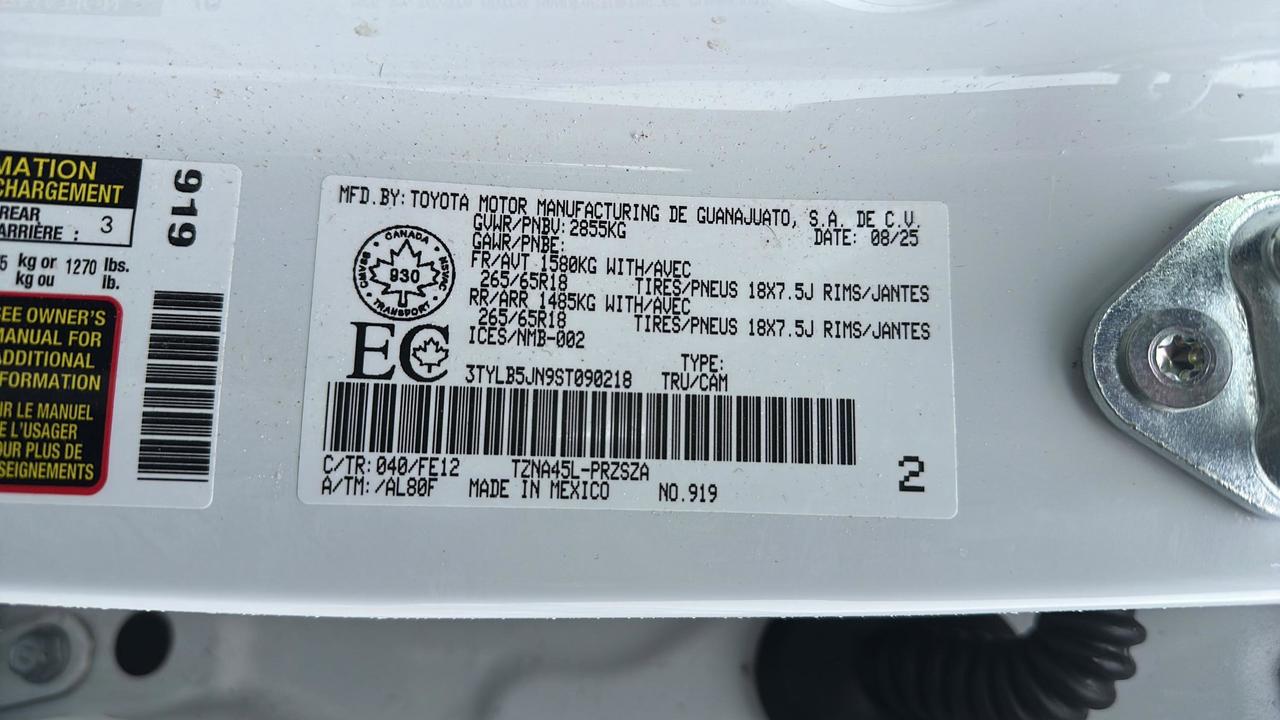 MATION
CHARGEMENT
REAR
ARRIÈRE : 3
5 kg or 1270 lbs.
kg ou lb.
SEE OWNER'S
MANUAL FOR
ADDITIONAL
INFORMATION
UR LE MANUEL
E L'USAGER
OUR PLUS DE
SEIGNEMENTS
919
MFD.BY: TOYOTA MOTOR MANUFACTURING DE GUANAJUATO, S.A. DE C.V.
GVWR/PNBV: 2855KG DATE: 08/25
GAWR/PNBE:
FR/AVT 1580KG WITH/AVEC
265/65R18 TIRES/PNEUS 18X7.5J RIMS/JANTES
RR/ARR 1485KG WITH/AVEC
265/65R18 TIRES/PNEUS 18X7.5J RIMS/JANTES
ICES/NMB-002
CANADA
930
TRANSPORT
EC
TYPE:
3TYLB5JN9ST090218 TRU/CAM
C/TR: 040/FE12 TZNA45L-PRZSZA
A/TM: /AL80F MADE IN MEXICO NO.919
2